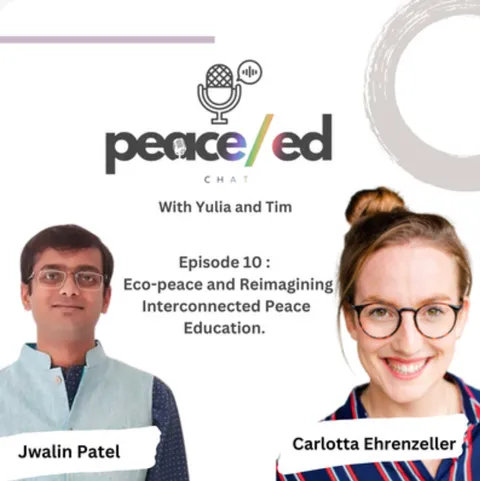 peace/ed
CHAT
With Yulia and Tim
Episode 10 :
Eco-peace and Reimagining
Interconnected Peace
Education.
Jwalin Patel
Carlotta Ehrenzeller